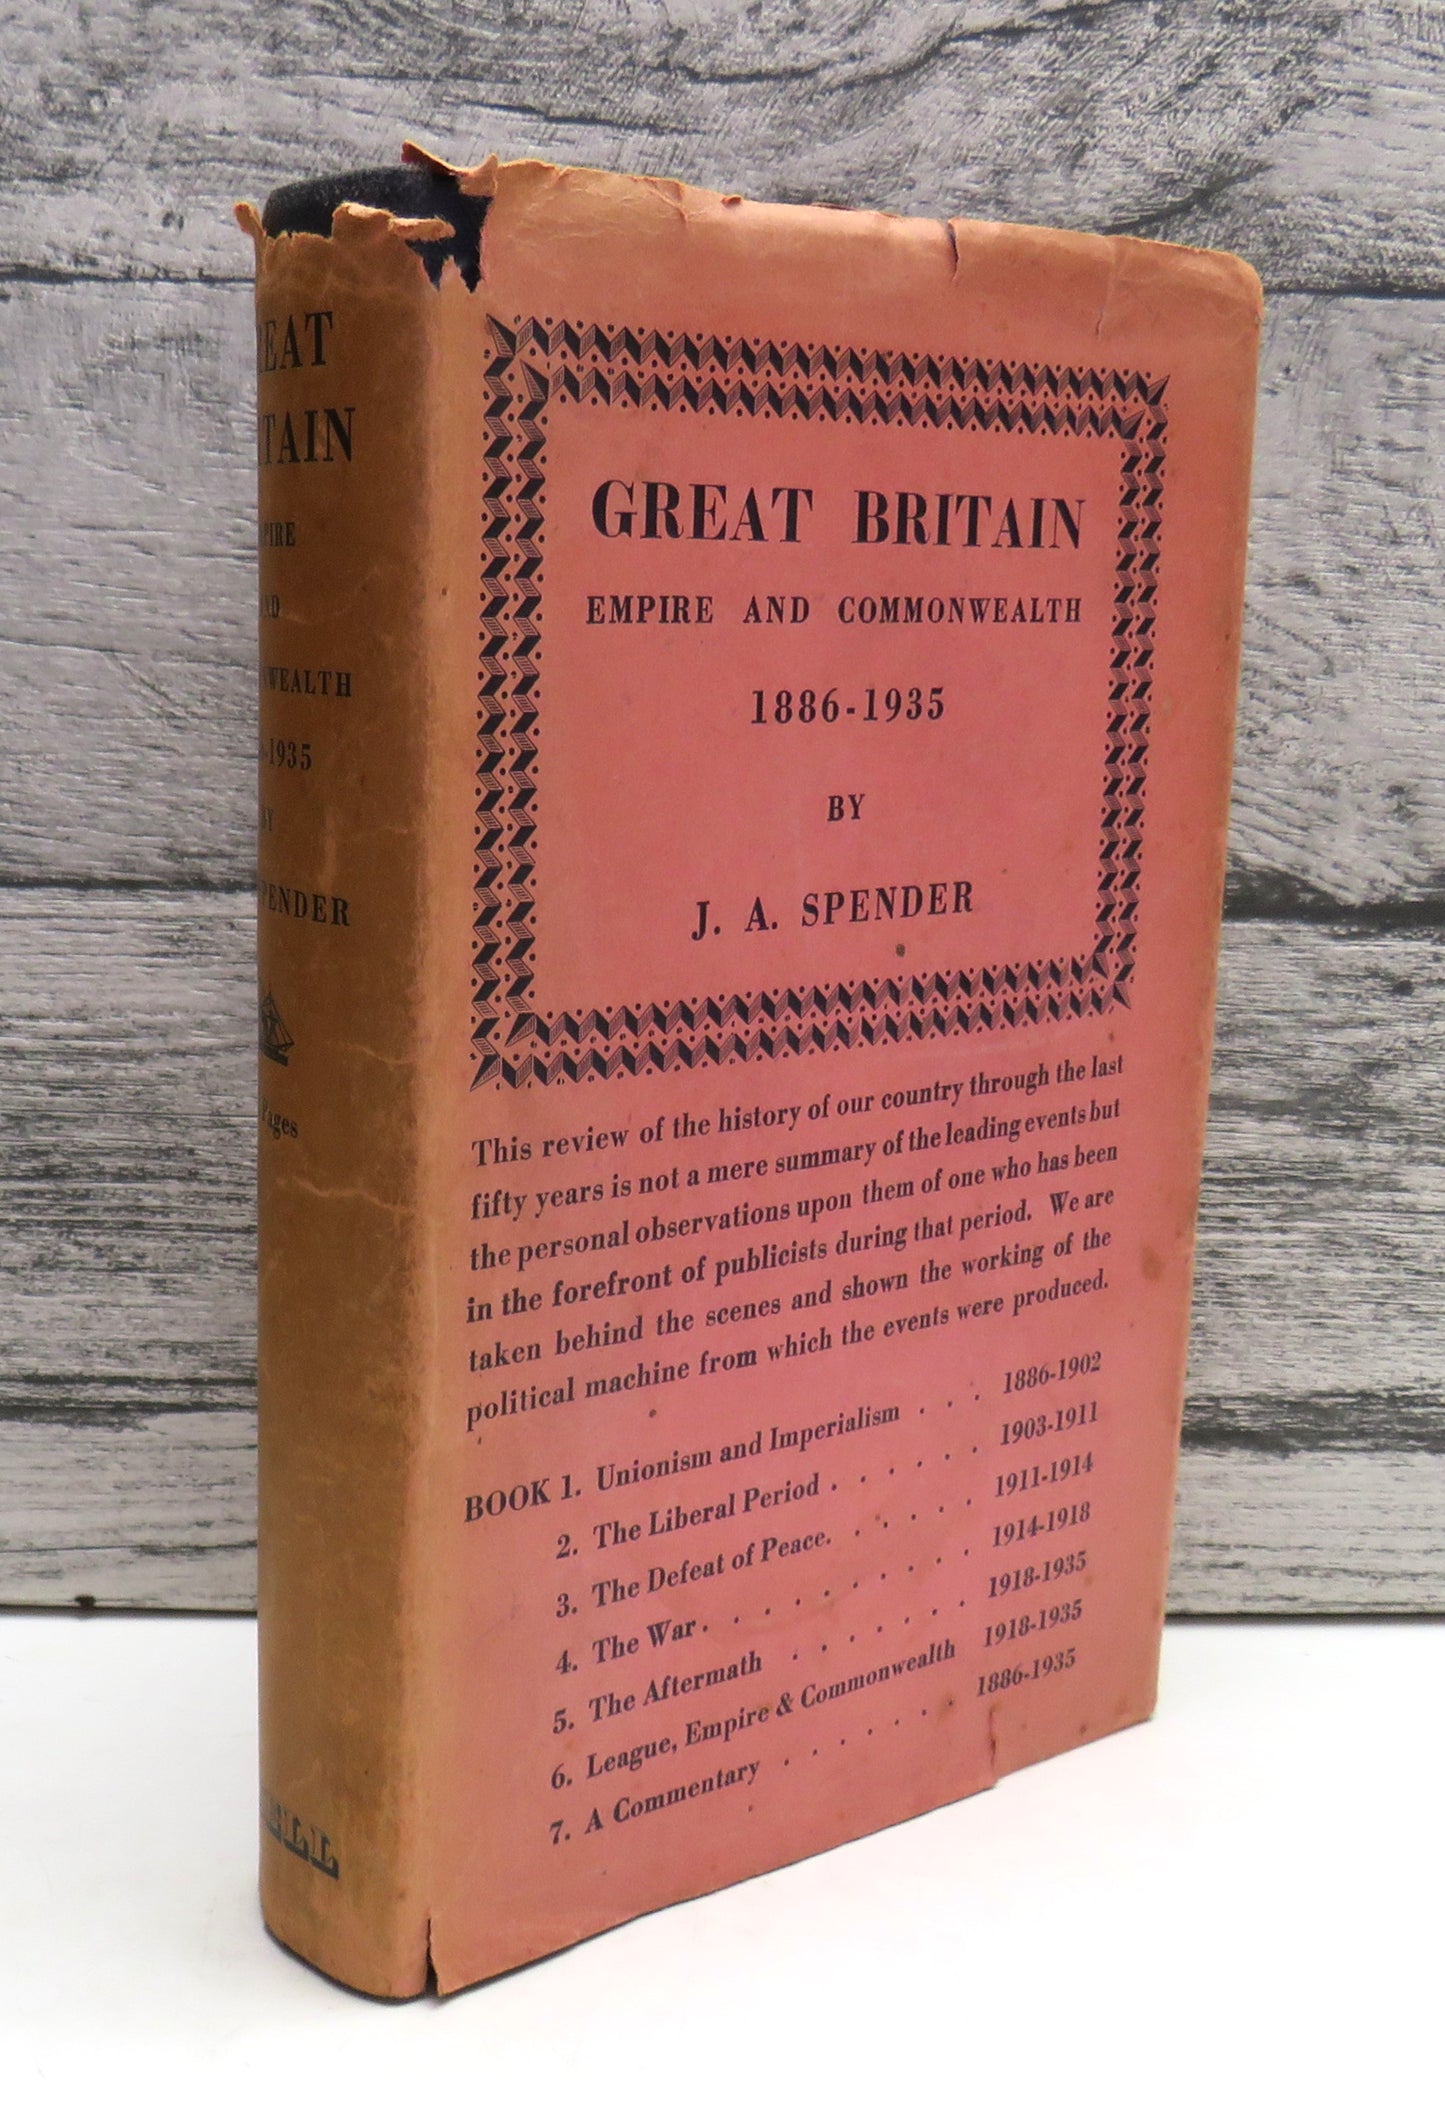 GREAT BRITAIN
EMPIRE AND COMMONWEALTH
1886-1935
BY
J. A. SPENDER
This review of the history of our country through the last
fifty years is not a mere summary of the leading events but
the personal observations upon them of one who has been
in the forefront of publicists during that period. We are
taken behind the scenes and shown the working of the
political machine from which the events were produced.
BOOK 1. Unionism and Imperialism . . . 1886-1902
2. The Liberal Period . . . . . . 1903-1911
3. The Defeat of Peace. . . . . . 1911-1914
4. The War. . . . . . . . . . 1914-1918
5. The Aftermath . . . . . . . 1918-1935
6. League, Empire & Commonwealth 1918-1935
7. A Commentary . . . . . . . 1886-1935
EAT
TAIN
PIRE
ND
WEALTH
-1935
Y
PENDER
Pages
ELL